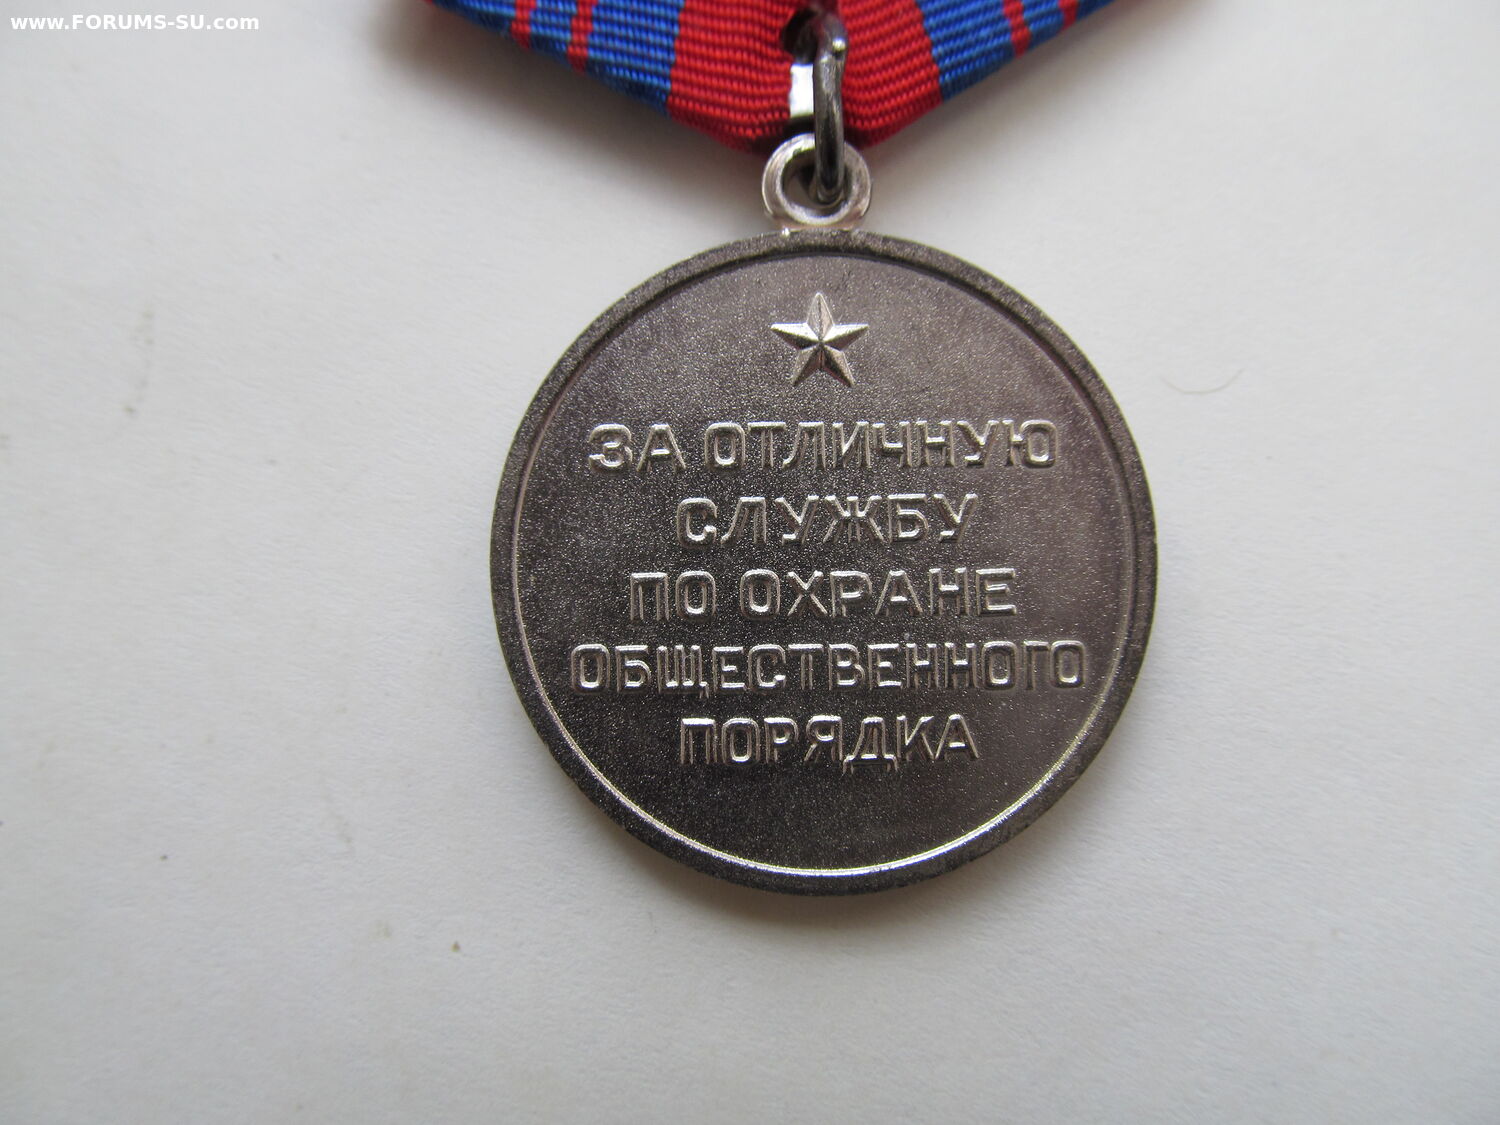 www.FORUMS-SU.com
ЗА ОТЛИЧНУЮ
СЛУЖБУ
ПО ОХРАНЕ
ОБЩЕСТВЕННОГО
ПОРЯДКА